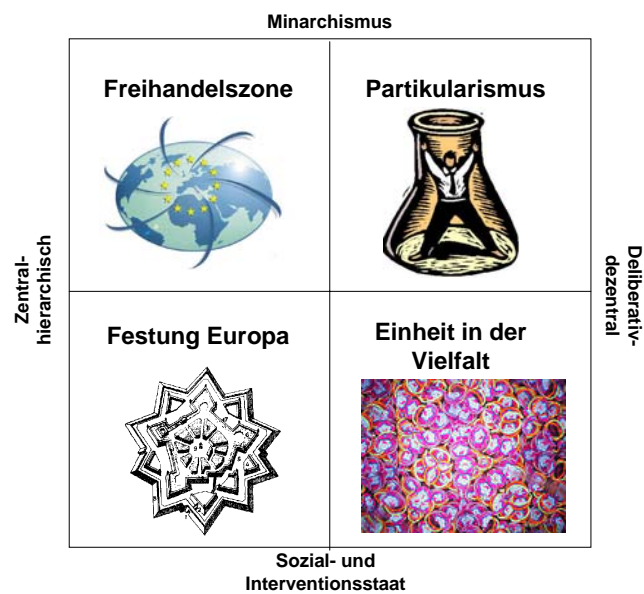 Minarchismus
Freihandelszone
Partikularismus
Zentral-
hierarchisch
Deliberativ-
dezentral
Festung Europa
Einheit in der
Vielfalt
Sozial- und
Interventionsstaat